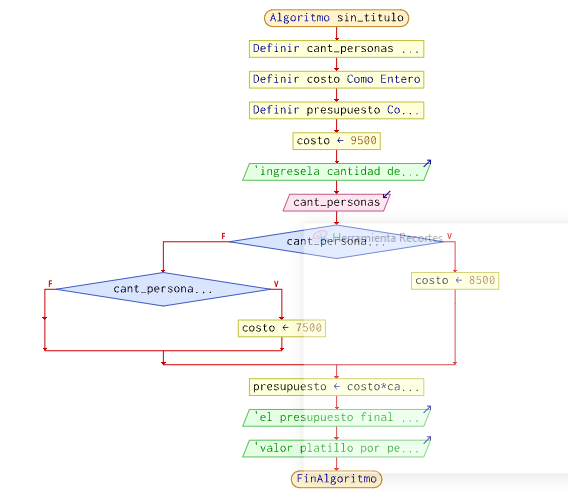 Algoritmo sin_titulo
Definir cant_personas ...
Definir costo Como Entero
Definir presupuesto Co...
costo ← 9500
'ingresela cantidad de...
cant_personas
F
V
cant_persona...
Herramienta Recortes
costo ← 8500
F
V
cant_persona...
costo ← 7500
presupuesto ← costo*ca...
'el presupuesto final ...
'valor platillo por pe...
FinAlgoritmo